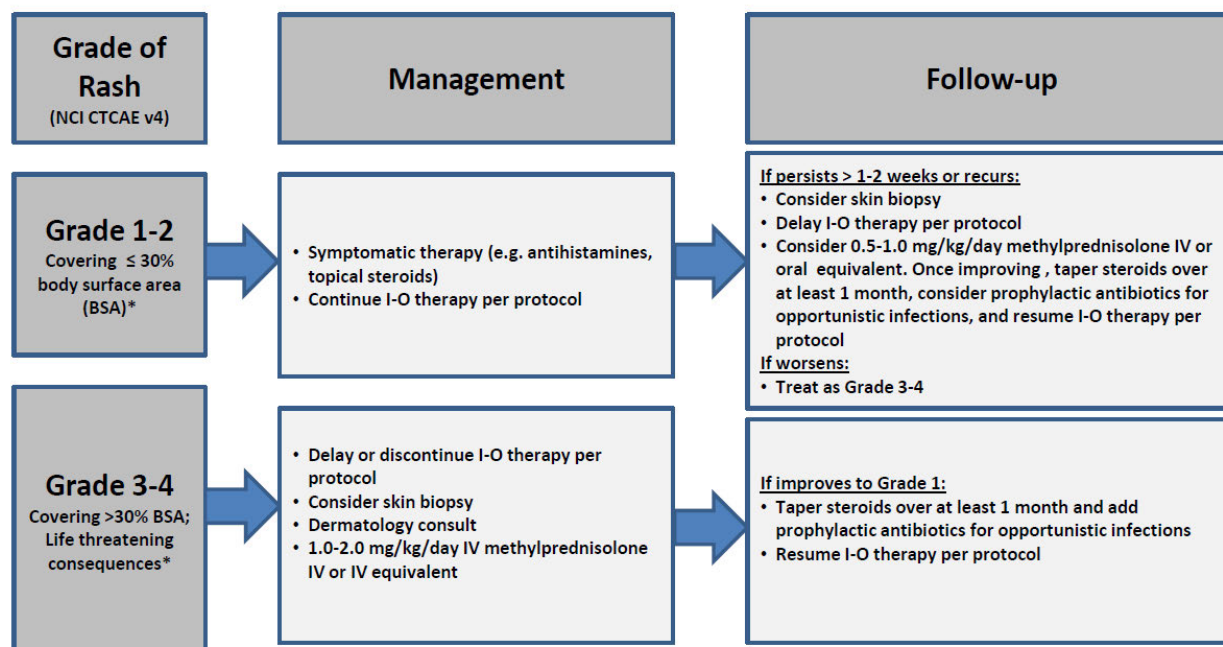 Grade of
Rash
(NCI CTCAE v4)
Management
Follow-up
Grade 1-2
Covering ≤ 30%
body surface area
(BSA)*
• Symptomatic therapy (e.g. antihistamines,
topical steroids)
• Continue I-O therapy per protocol
If persists > 1-2 weeks or recurs:
• Consider skin biopsy
• Delay I-O therapy per protocol
• Consider 0.5-1.0 mg/kg/day methylprednisolone IV or
oral equivalent. Once improving , taper steroids over
at least 1 month, consider prophylactic antibiotics for
opportunistic infections, and resume I-O therapy per
protocol
If worsens:
• Treat as Grade 3-4
Grade 3-4
Covering >30% BSA;
Life threatening
consequences*
• Delay or discontinue I-O therapy per
protocol
• Consider skin biopsy
• Dermatology consult
• 1.0-2.0 mg/kg/day IV methylprednisolone
IV or IV equivalent
If improves to Grade 1:
• Taper steroids over at least 1 month and add
prophylactic antibiotics for opportunistic infections
• Resume I-O therapy per protocol